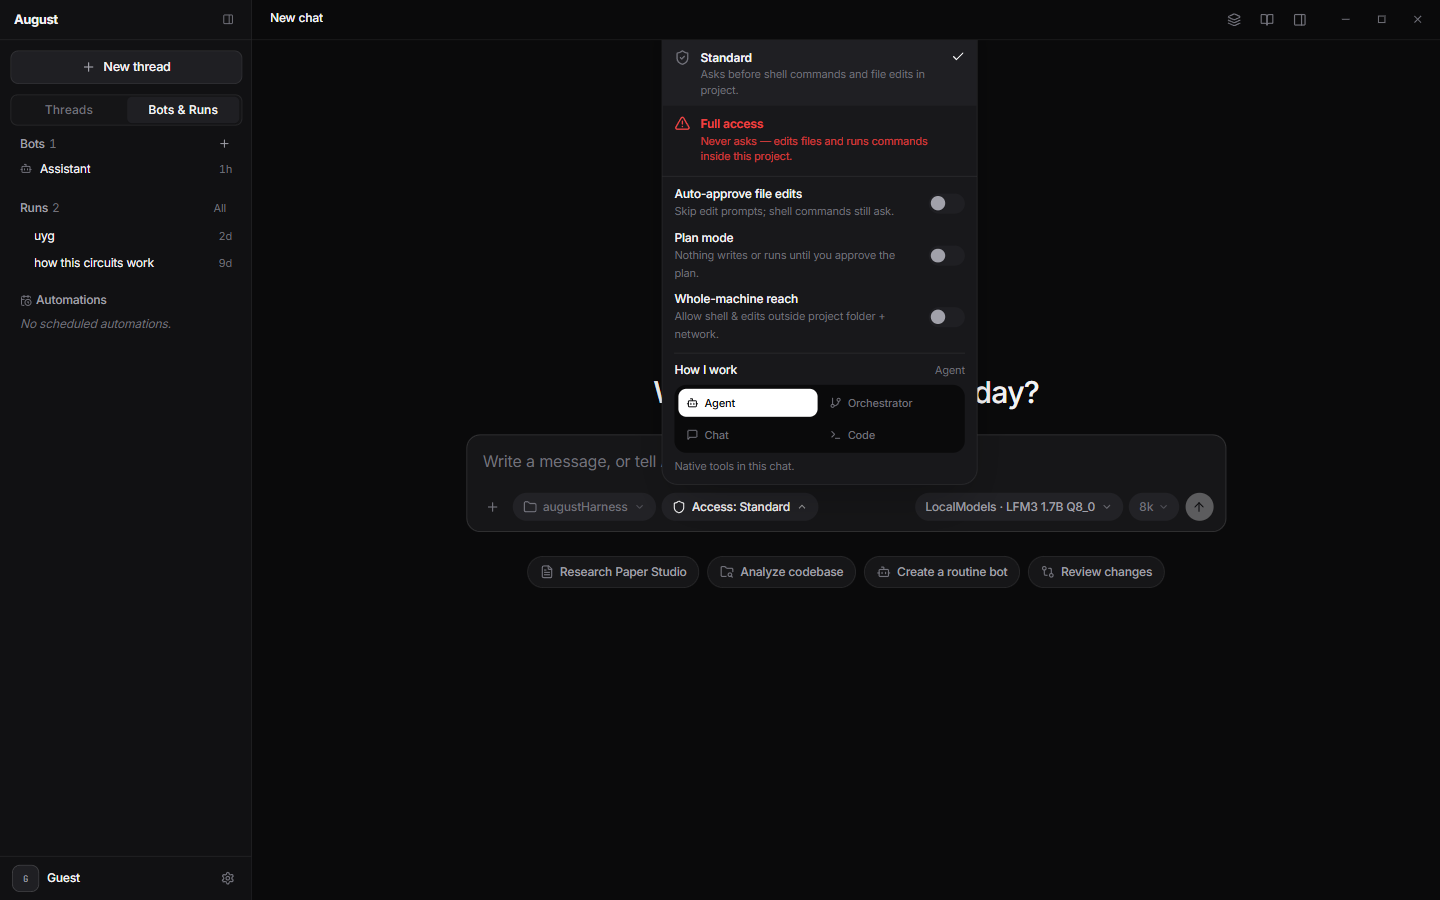 August
New chat
New thread
Threads
Bots & Runs
Bots 1
Assistant 1h
Runs 2 All
uyg 2d
how this circuits work 9d
Automations
No scheduled automations.
Standard
Asks before shell commands and file edits in
project.
Full access
Never asks — edits files and runs commands
inside this project.
Auto-approve file edits
Skip edit prompts; shell commands still ask.
Plan mode
Nothing writes or runs until you approve the
plan.
Whole-machine reach
Allow shell & edits outside project folder +
network.
How I work Agent
day?
Agent Orchestrator
Chat Code
Native tools in this chat.
Write a message, or tell
augustHarness
Access: Standard
LocalModels · LFM3 1.7B Q8_0
8k
Research Paper Studio
Analyze codebase
Create a routine bot
Review changes
G
Guest